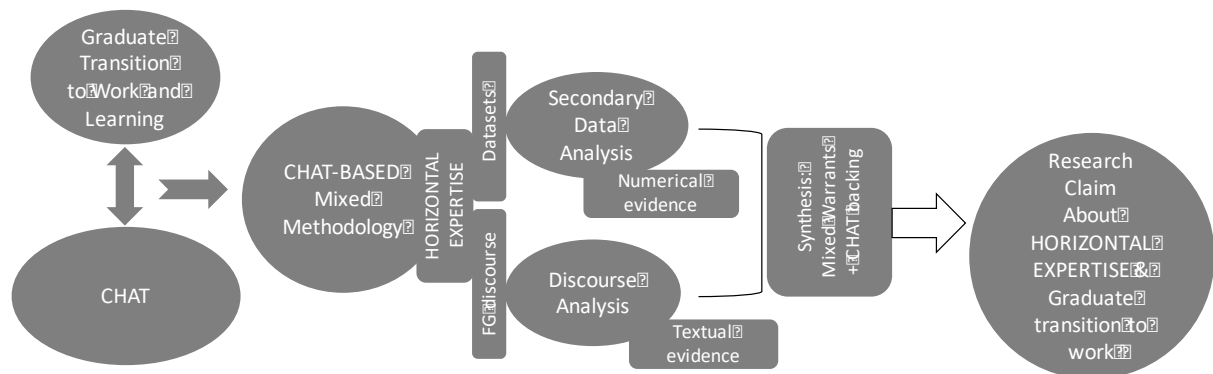 Graduate
Transition
to Work and
Learning
CHAT
CHAT-BASED
Mixed
Methodology
HORIZONTAL
EXPERTISE
Datasets
Secondary
Data
Analysis
Numerical
evidence
FG discourse
Discourse
Analysis
Textual
evidence
Synthesis:
Mixed Warrants
+ CHAT backing
Research
Claim
About
HORIZONTAL
EXPERTISE &
Graduate
transition to
work